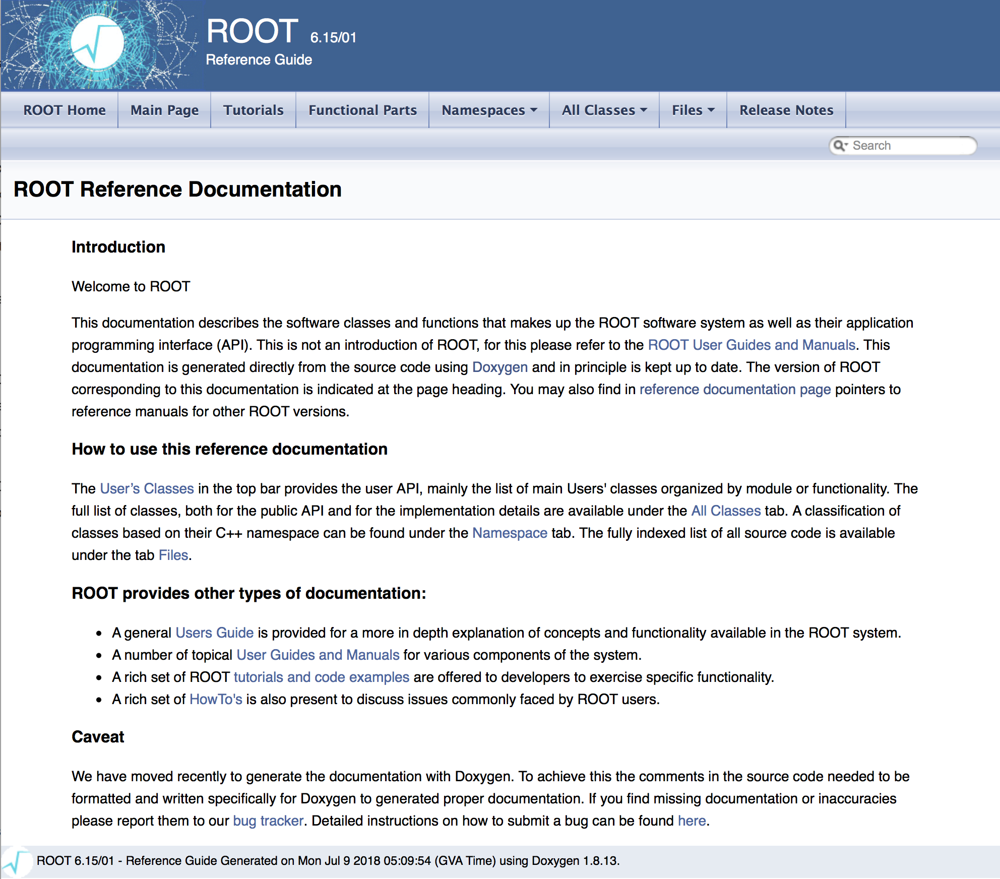 ROOT 6.15/01
Reference Guide
ROOT Home Main Page Tutorials Functional Parts Namespaces All Classes Files Release Notes
Search
ROOT Reference Documentation
Introduction
Welcome to ROOT
This documentation describes the software classes and functions that makes up the ROOT software system as well as their application
programming interface (API). This is not an introduction of ROOT, for this please refer to the ROOT User Guides and Manuals. This
documentation is generated directly from the source code using Doxygen and in principle is kept up to date. The version of ROOT
corresponding to this documentation is indicated at the page heading. You may also find in reference documentation page pointers to
reference manuals for other ROOT versions.
How to use this reference documentation
The User’s Classes in the top bar provides the user API, mainly the list of main Users' classes organized by module or functionality. The
full list of classes, both for the public API and for the implementation details are available under the All Classes tab. A classification of
classes based on their C++ namespace can be found under the Namespace tab. The fully indexed list of all source code is available
under the tab Files.
ROOT provides other types of documentation:
• A general Users Guide is provided for a more in depth explanation of concepts and functionality available in the ROOT system.
• A number of topical User Guides and Manuals for various components of the system.
• A rich set of ROOT tutorials and code examples are offered to developers to exercise specific functionality.
• A rich set of HowTo's is also present to discuss issues commonly faced by ROOT users.
Caveat
We have moved recently to generate the documentation with Doxygen. To achieve this the comments in the source code needed to be
formatted and written specifically for Doxygen to generated proper documentation. If you find missing documentation or inaccuracies
please report them to our bug tracker. Detailed instructions on how to submit a bug can be found here.
ROOT 6.15/01 - Reference Guide Generated on Mon Jul 9 2018 05:09:54 (GVA Time) using Doxygen 1.8.13.